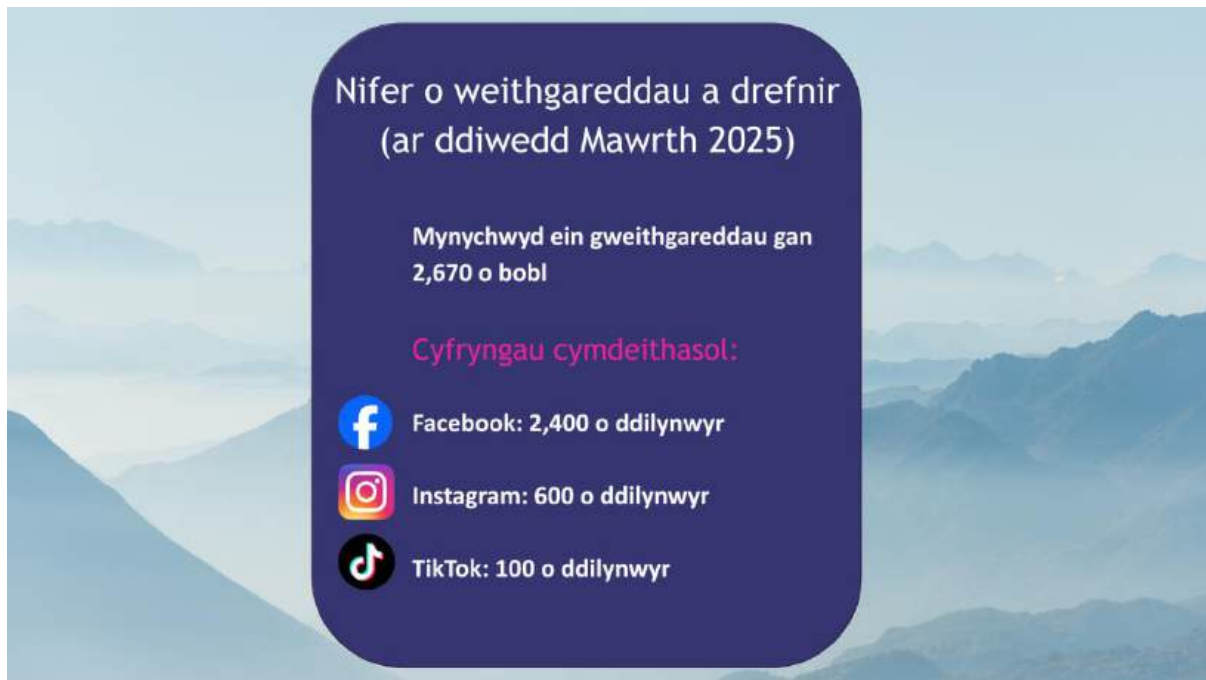 Nifer o weithgareddau a drefnir
(ar ddiwedd Mawrth 2025)
Mynychwyd ein gweithgareddau gan
2,670 o bobl
Cyfryngau cymdeithasol:
Facebook: 2,400 o ddilynwyr
Instagram: 600 o ddilynwyr
TikTok: 100 o ddilynwyr